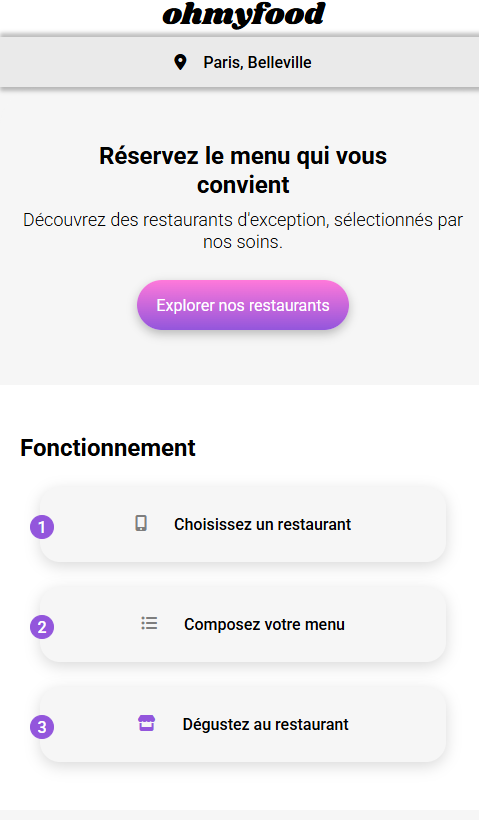 ohmyfood
Paris, Belleville
Réservez le menu qui vous
convient
Découvrez des restaurants d'exception, sélectionnés par
nos soins.
Explorer nos restaurants
Fonctionnement
1 Choisissez un restaurant
2 Composez votre menu
3 Dégustez au restaurant